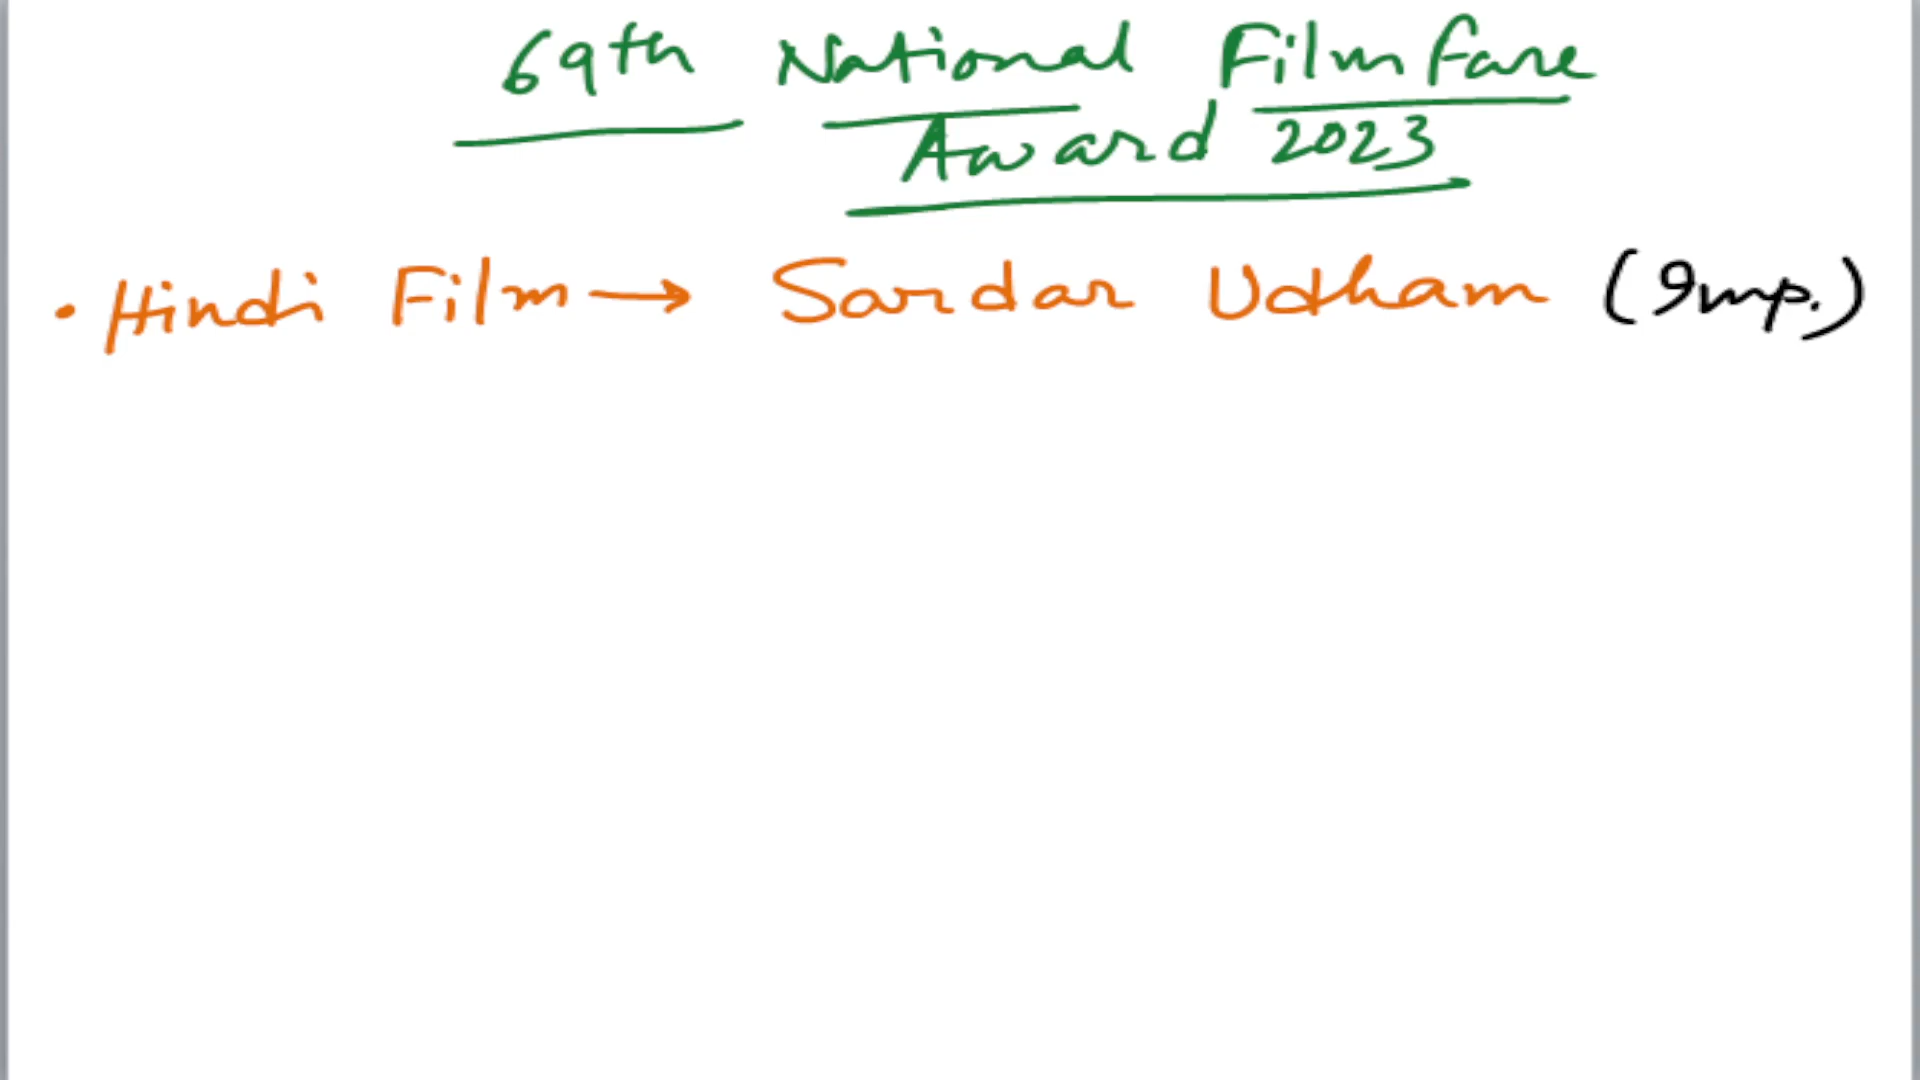 69th National Filmfare
Award 2023
• Hindi Film → Sardar Udham (Imp.)